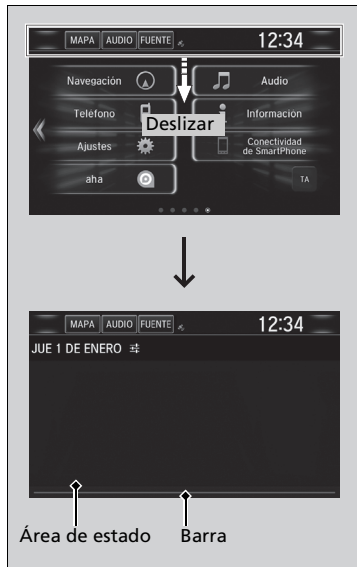 MAPA AUDIO FUENTE 12:34
Navegación Audio
Teléfono Información
Deslizar
Ajustes Conectividad
de SmartPhone
aha TA
MAPA AUDIO FUENTE 12:34
JUE 1 DE ENERO
Área de estado Barra